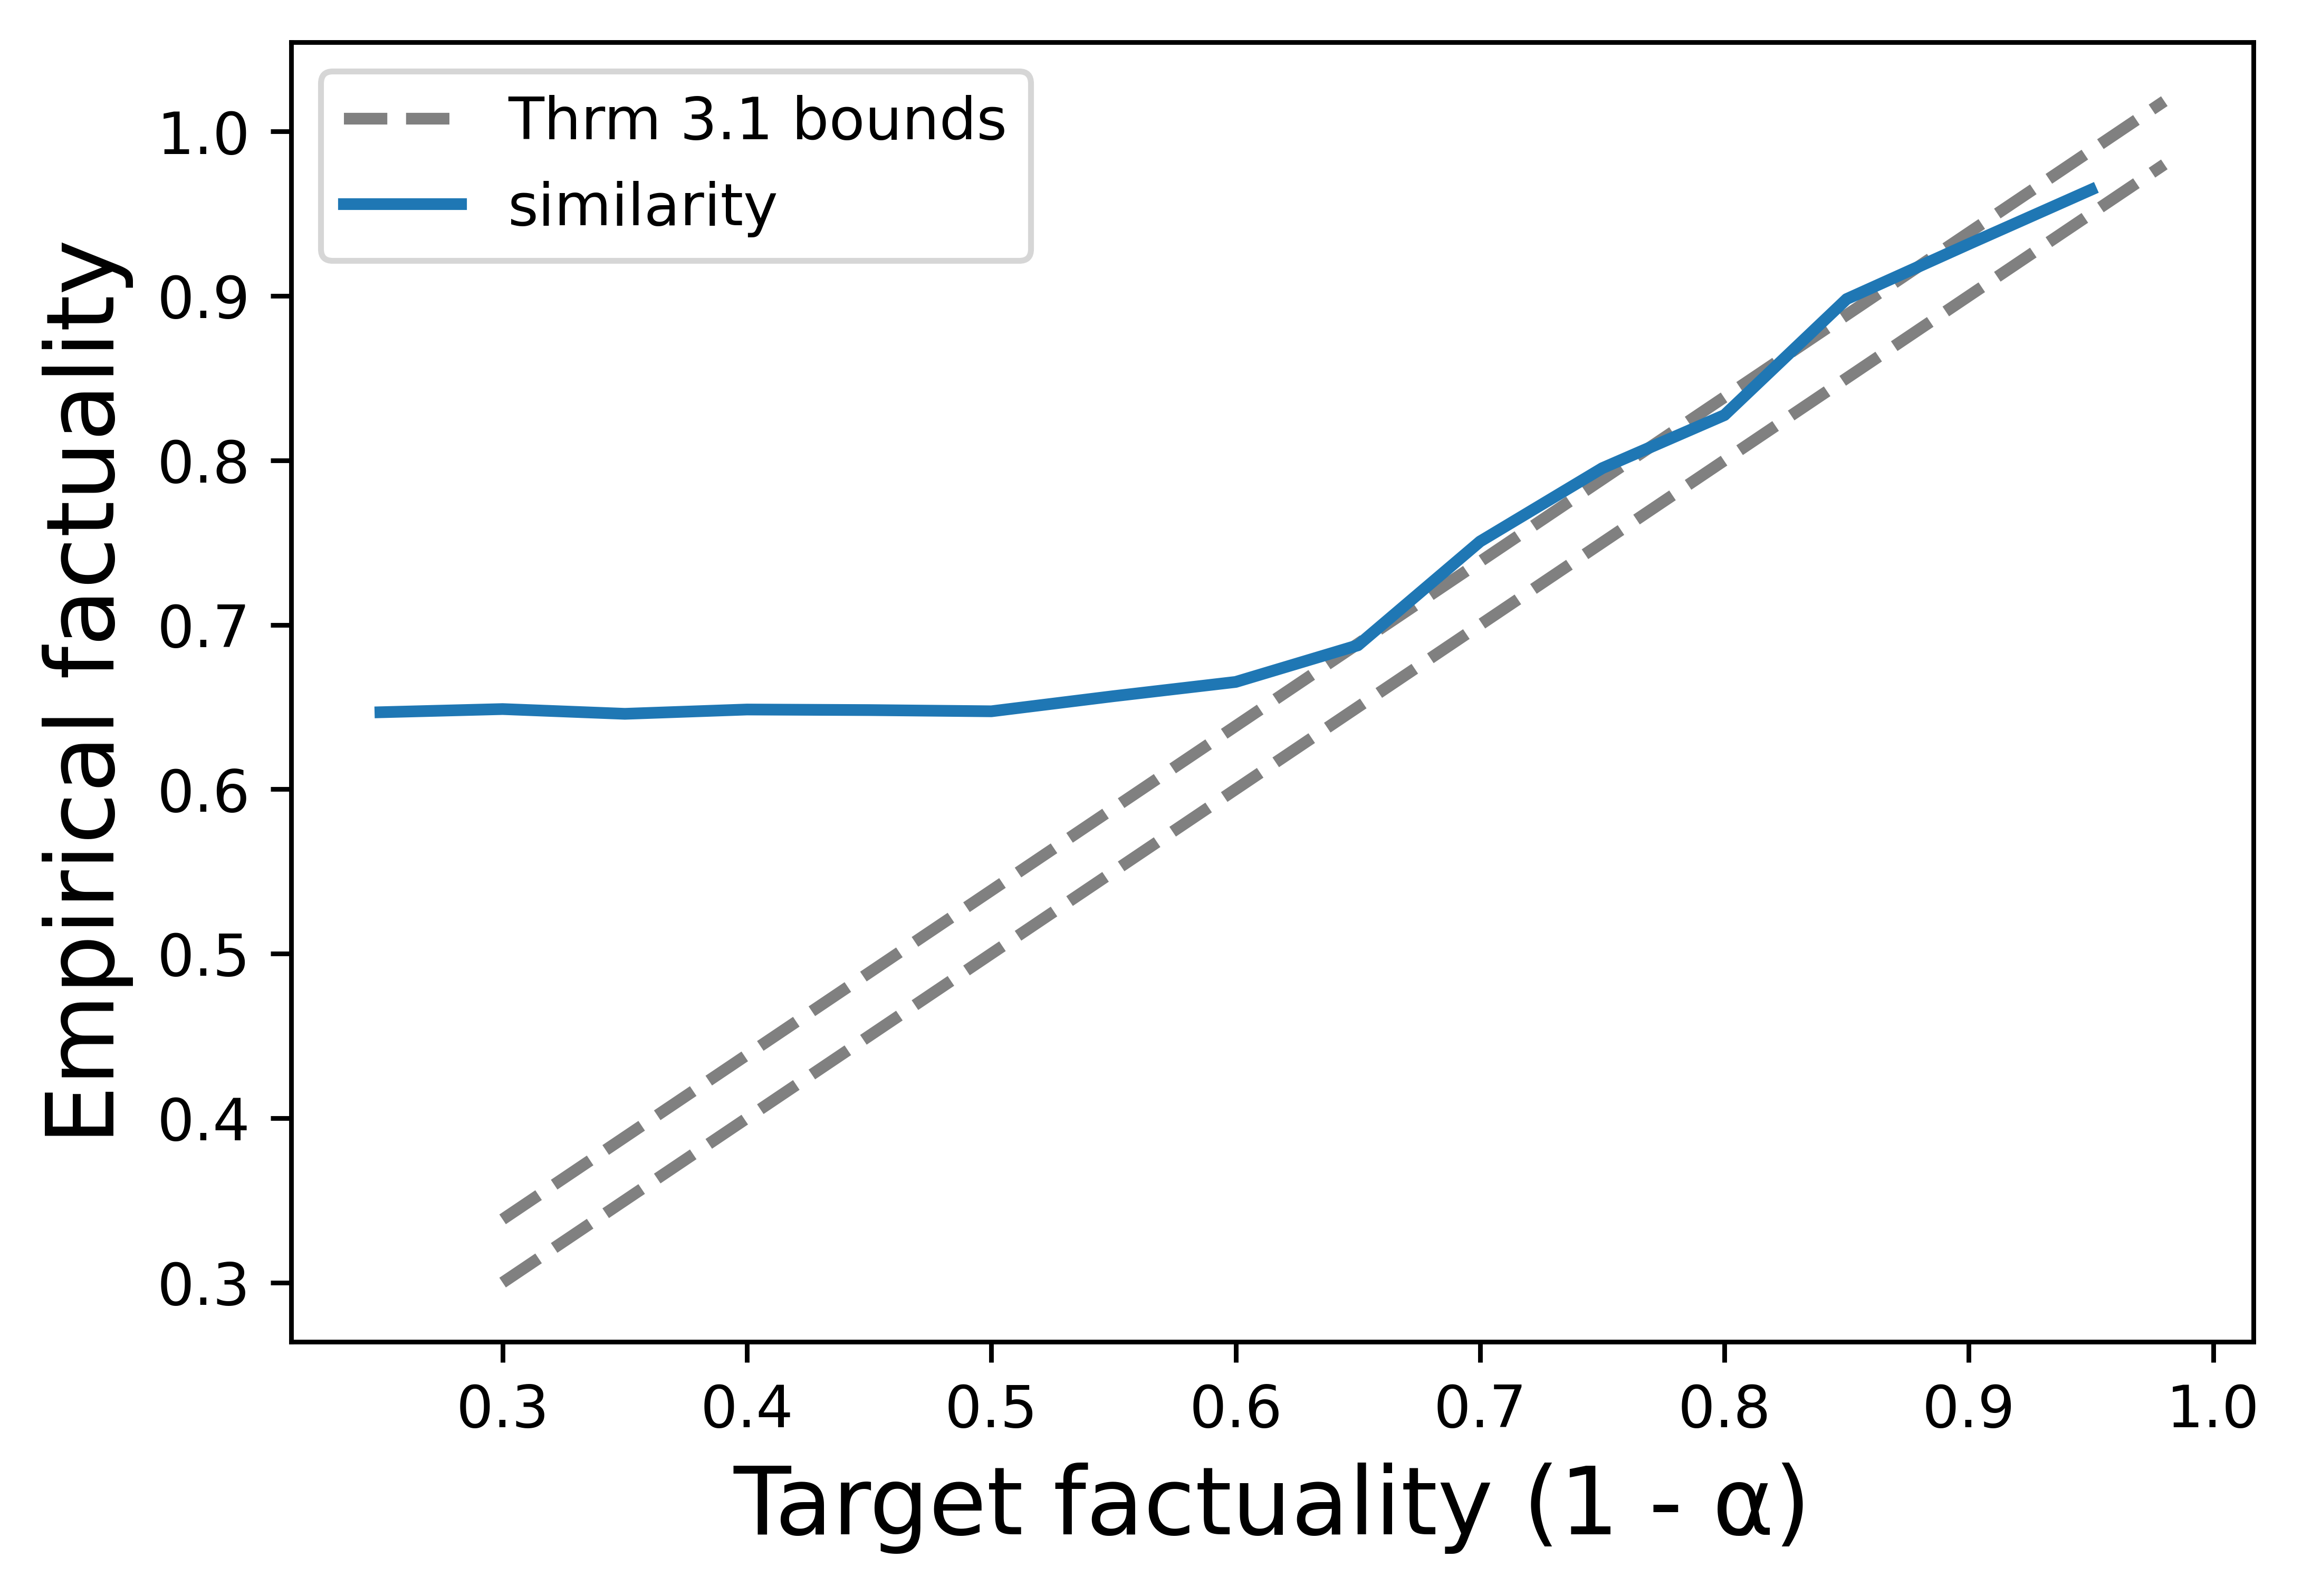 Thrm 3.1 bounds
similarity
Empirical factuality
1.0
0.9
0.8
0.7
0.6
0.5
0.4
0.3
0.3 0.4 0.5 0.6 0.7 0.8 0.9 1.0
Target factuality (1 - α)